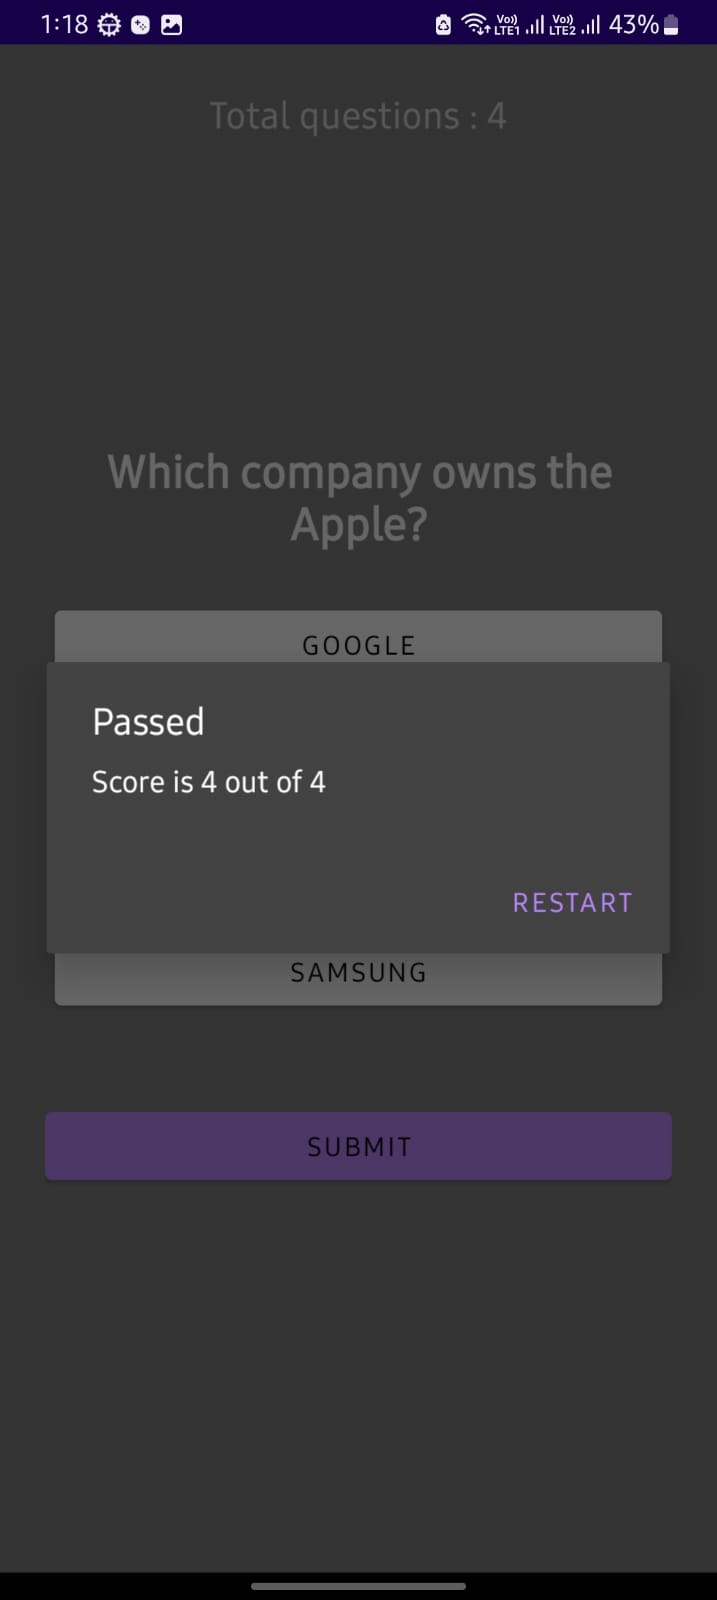 1:18 Vo)) LTE1 Vo)) LTE2 43%
Total questions : 4
Which company owns the
Apple?
GOOGLE
Passed
Score is 4 out of 4
RESTART
SAMSUNG
SUBMIT